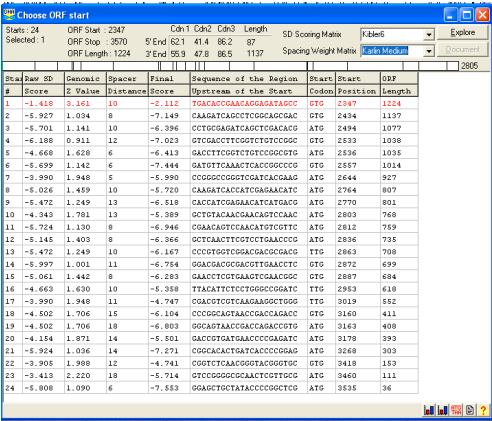 Choose ORF start
Starts : 24 ORF Start : 2347 Cdn 1 Cdn2 Cdn3 Length SD Scoring Matrix Kibler6 Explore
Selected : 1 ORF Stop : 3570 5' End 62.1 41.4 86.2 87 Spacing Weight Matrix Karlin Medium Document
ORF Length : 1224 3' End 55.9 47.8 86.5 1137
2805
Star Raw SD Genomic Spacer Final Sequence of the Region Start Start ORF
# Score Z Value Distance Score Upstream of the Start Codon Position Length
1 -1.418 3.161 10 -2.112 TGACACCGAACAGGAGATAGCC GTG 2347 1224
2 -5.927 1.034 8 -7.149 CAAGATCAGCCTCGGCAGCGAC GTG 2434 1137
3 -5.701 1.141 10 -6.396 CCTGCGAGATCAGCTCGACATG ACG 2494 1077
4 -6.188 0.911 12 -7.023 GTCGACCTTCGGTCTGTCCGGC GTG 2533 1038
5 -4.668 1.628 6 -6.413 GACCTTCGGTCTGTCCGGCGTG ACG 2536 1035
6 -5.699 1.142 6 -7.444 GATGTTCAAACTCACCGGCCCG GTG 2557 1014
7 -3.990 1.948 5 -5.990 CCGGGCCGGGTCGATCACGAAG ATG 2644 927
8 -5.026 1.459 10 -5.720 CAAGATCACCATCGAGAACATC ATG 2764 807
9 -5.472 1.249 13 -6.518 CACCATCGAGAACATCATGACG ATG 2770 801
10 -4.343 1.781 13 -5.389 GCTGTACACGAACGTCTCCAAC ATG 2803 768
11 -5.724 1.130 8 -6.946 CGAACAGTCCAACATGTCGTTC ATG 2812 759
12 -5.145 1.403 8 -6.366 GCTCAACTTCGTCCTGAACCCG ATG 2836 735
13 -5.472 1.249 10 -6.167 CCCGTGGTCGGACGACGCGACG TTG 2863 708
14 -5.997 1.001 11 -6.754 GGACGACGCGACGTTGAACCTC GTG 2872 699
15 -5.061 1.442 8 -6.283 GAACCTCGTGAAGTCGAACGGC GTG 2887 684
16 -4.663 1.630 10 -5.358 TTACATTCTCCTGGGCCGGATC TTG 2953 618
17 -3.990 1.948 11 -4.747 CGACGTCGTCAAGAAGGCTGGG TTG 3019 552
18 -4.502 1.706 15 -6.104 CCCGGCAGTAACCGACCAGACC GTG 3160 411
19 -4.502 1.706 18 -6.803 GGCAGTAACCGACCAGACCGTG ATG 3163 408
20 -4.154 1.871 14 -5.501 GACCGTGATGAACCCCGAGATC GTG 3178 393
21 -5.924 1.036 14 -7.271 CGGCACACTGATCACCCCGGAG ATG 3268 303
22 -3.905 1.988 12 -4.741 CGGTCTCAACGGGTACGGGTGC GTG 3418 153
23 -3.413 2.220 18 -5.714 GTCCGGGGCGCAACTCGTTGCG ATG 3460 111
24 -5.808 1.090 6 -7.553 GGAGCTGCTATACCCCGGCTCG ATG 3535 36